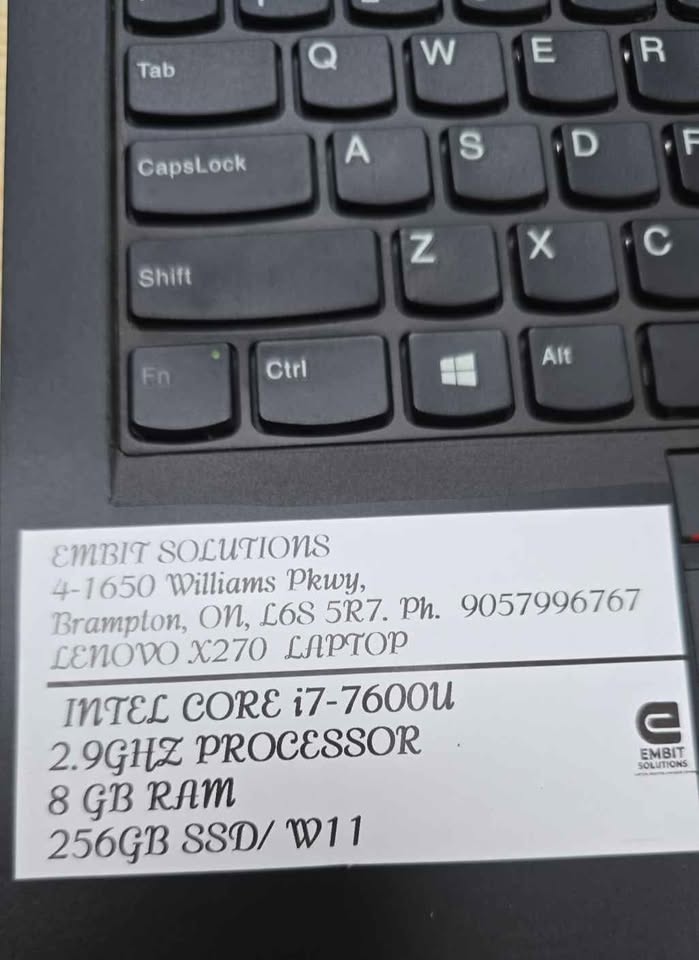 Tab Q W E R
CapsLock A S D F
Shift Z X C
Fn Ctrl Alt
EMBIT SOLUTIONS
4-1650 Williams Pkwy,
Brampton, ON, L6S 5R7. Ph. 9057996767
LENOVO X270 LAPTOP
INTEL CORE i7-7600U
2.9GHZ PROCESSOR
8 GB RAM
256GB SSD/ W11
EMBIT
SOLUTIONS